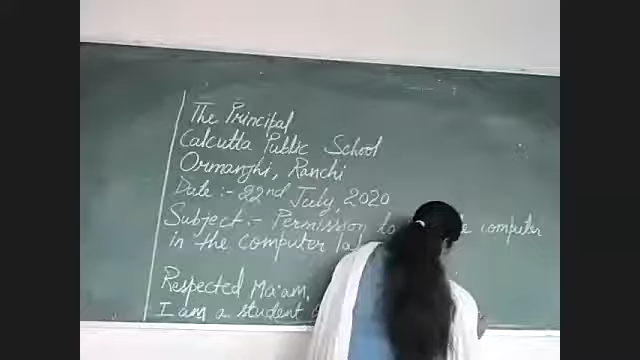 The Principal
Calcutta Public School
Ormanjhi, Ranchi
Date :- 22nd July, 2020
Subject :- Permission to computer
in the computer lab
Respected Ma'am,
I am a student